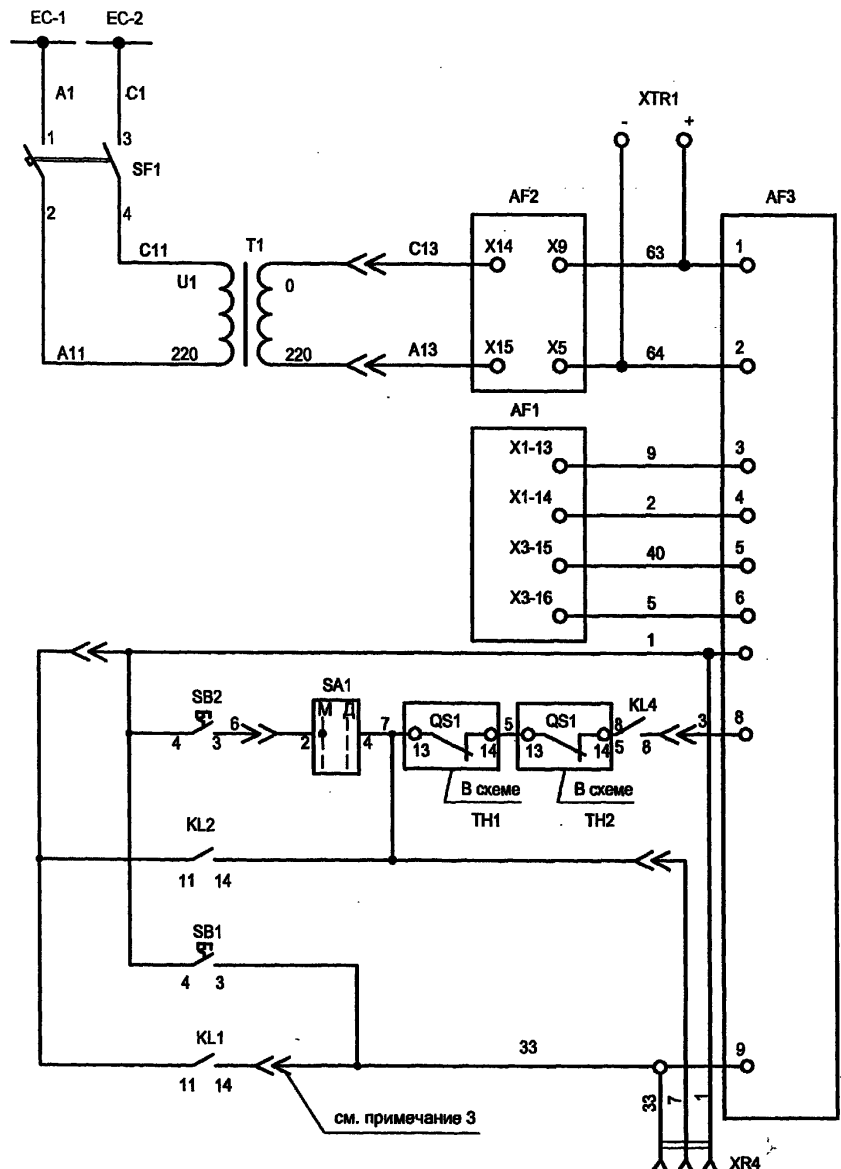 EC-1 EC-2
A1 C1
XTR1
- +
1 3
SF1
2 4
AF2 AF3
C11 T1 C13 X14 X9 63 1
U1 0
A11 220 220 A13 X15 X5 64 2
AF1
X1-13 9 3
X1-14 2 4
X3-15 40 5
X3-16 5 6
1
SB2 SA1 KL4
М Д QS1 QS1
4 3 6 2 4 7 13 14 5 13 14 8 5 8 3 8
В схеме В схеме
ТН1 ТН2
KL2
11 14
SB1
4 3
KL1 33 9
11 14
см. примечание 3
33 7 1
XR4